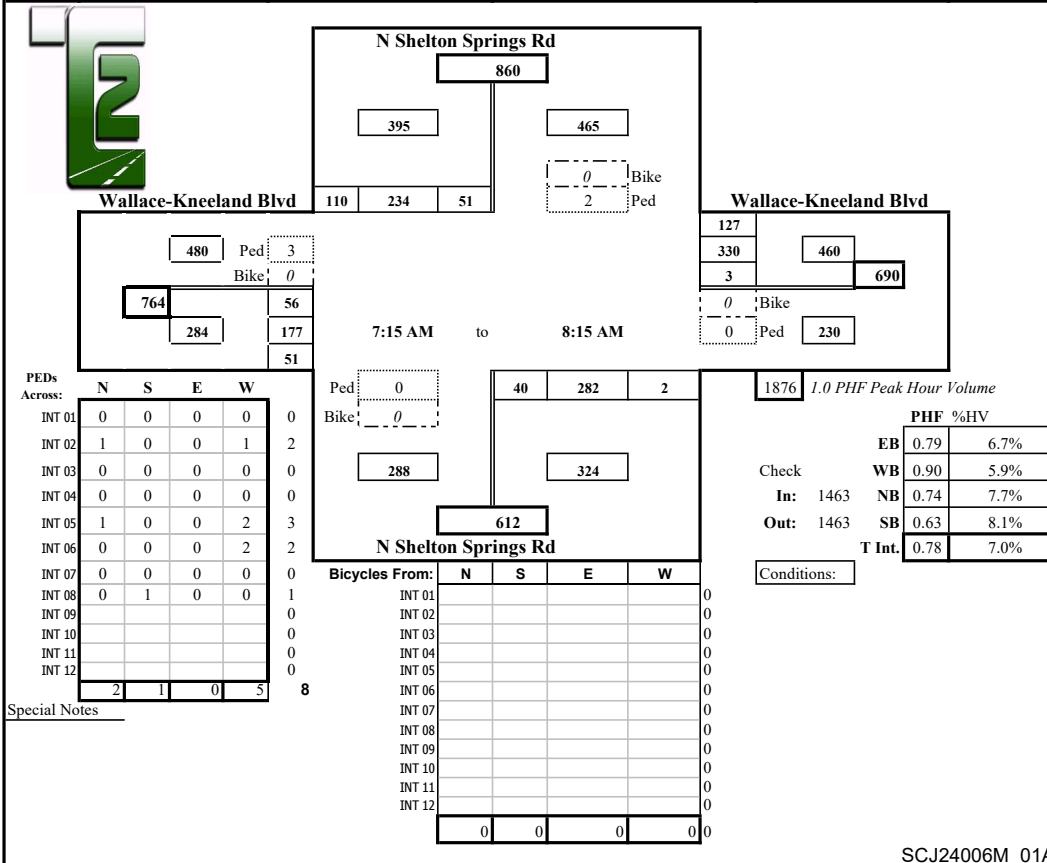 T2
N Shelton Springs Rd
860
395 465
0 Bike
2 Ped
Wallace-Kneeland Blvd 110 234 51 Wallace-Kneeland Blvd
127
480 Ped 3 330 460
Bike 0 3 690
764 56 0 Bike
284 177 7:15 AM to 8:15 AM 0 Ped 230
51
PEDs
Across: N S E W Ped 0 40 282 2 1876 1.0 PHF Peak Hour Volume
INT 01 0 0 0 0 0 Bike 0 PHF %HV
INT 02 1 0 0 1 2 EB 0.79 6.7%
INT 03 0 0 0 0 0 288 324 Check WB 0.90 5.9%
INT 04 0 0 0 0 0 In: 1463 NB 0.74 7.7%
INT 05 1 0 0 2 3 612 Out: 1463 SB 0.63 8.1%
INT 06 0 0 0 2 2 N Shelton Springs Rd T Int. 0.78 7.0%
INT 07 0 0 0 0 0 Bicycles From: N S E W Conditions:
INT 08 0 1 0 0 1 INT 01 0
INT 09 0 INT 02 0
INT 10 0 INT 03 0
INT 11 0 INT 04 0
INT 12 0 INT 05 0
2 1 0 5 8 INT 06 0
Special Notes INT 07 0
INT 08 0
INT 09 0
INT 10 0
INT 11 0
INT 12 0
0 0 0 0 0
SCJ24006M_01A